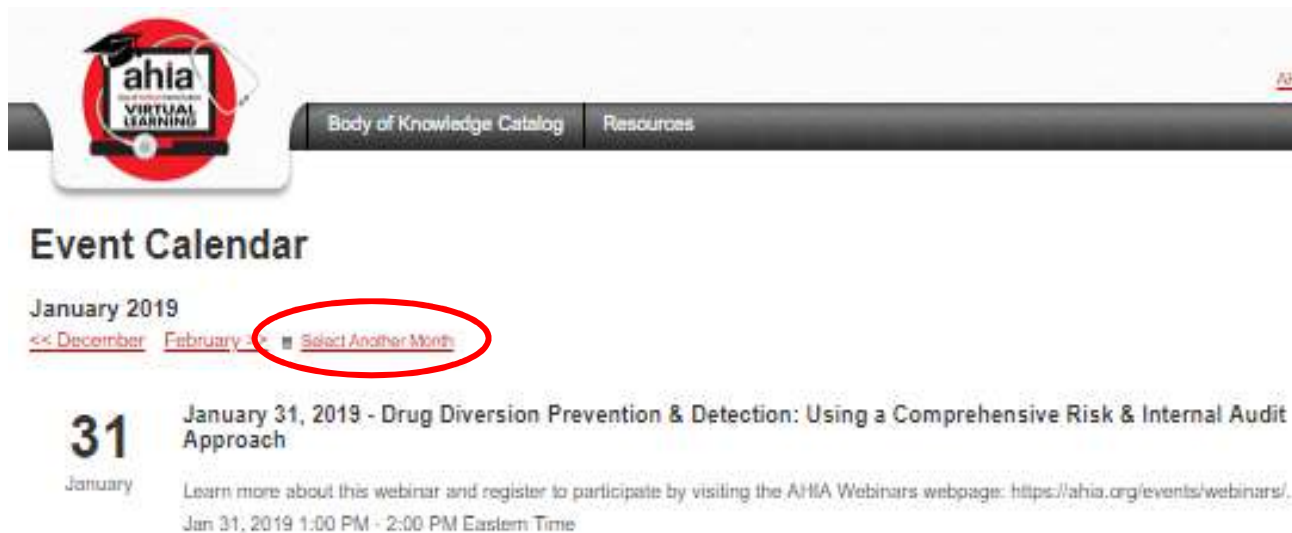 ahia
VIRTUAL
LEARNING
Body of Knowledge Catalog Resources
Event Calendar
January 2019
<< December February >> Select Another Month
31
January
January 31, 2019 - Drug Diversion Prevention & Detection: Using a Comprehensive Risk & Internal Audit
Approach
Learn more about this webinar and register to participate by visiting the AHIA Webinars webpage: https://ahia.org/events/webinars/.
Jan 31, 2019 1:00 PM - 2:00 PM Eastern Time